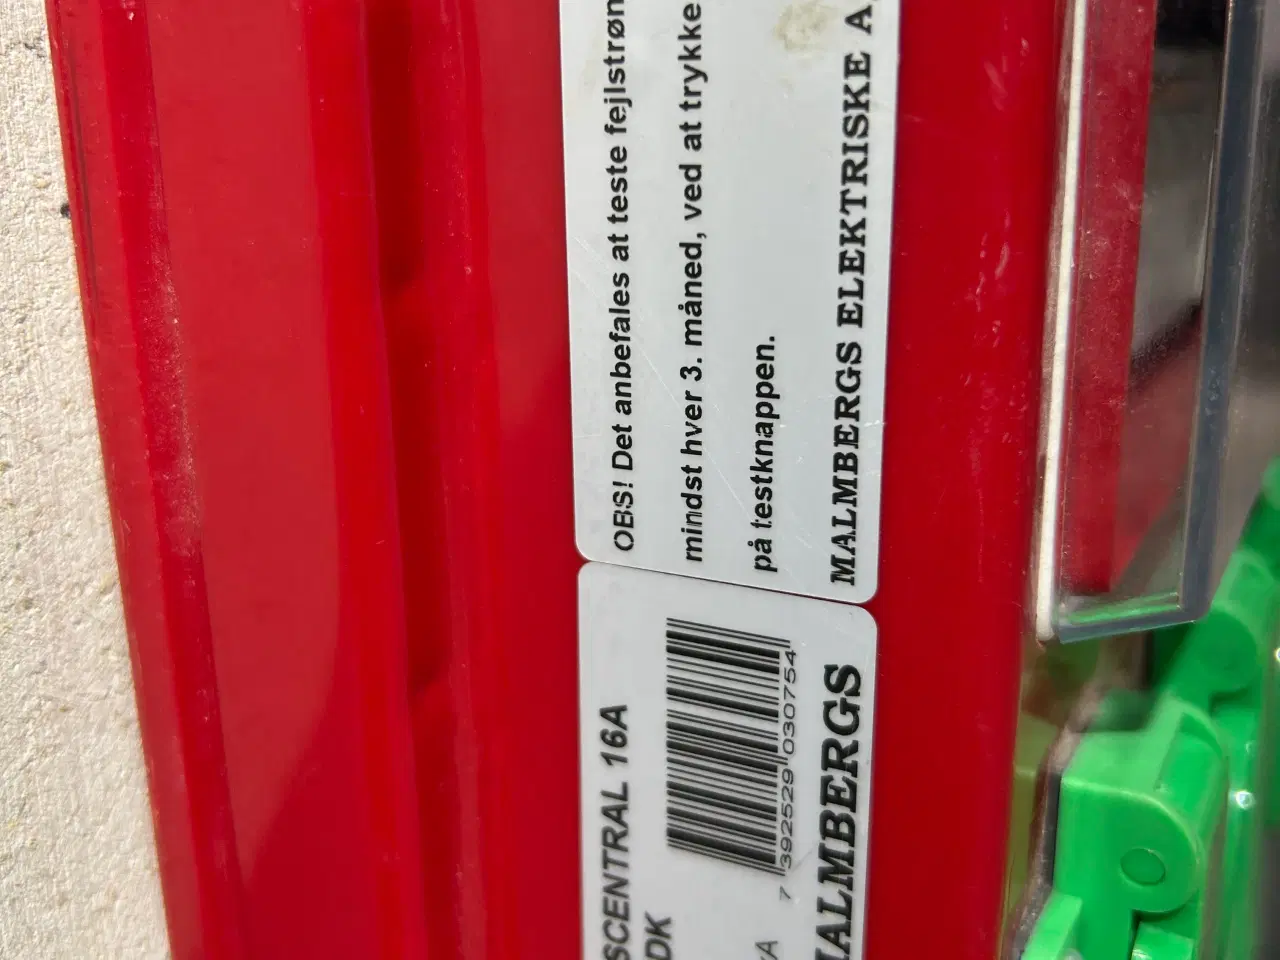 OBS! Det anbefales at teste fejlstrøm
mindst hver 3. måned, ved at trykke
på testknappen.
MALMBERGS ELEKTRISKE A
SCENTRAL 16A
DK
7 392529 030754
MALMBERGS